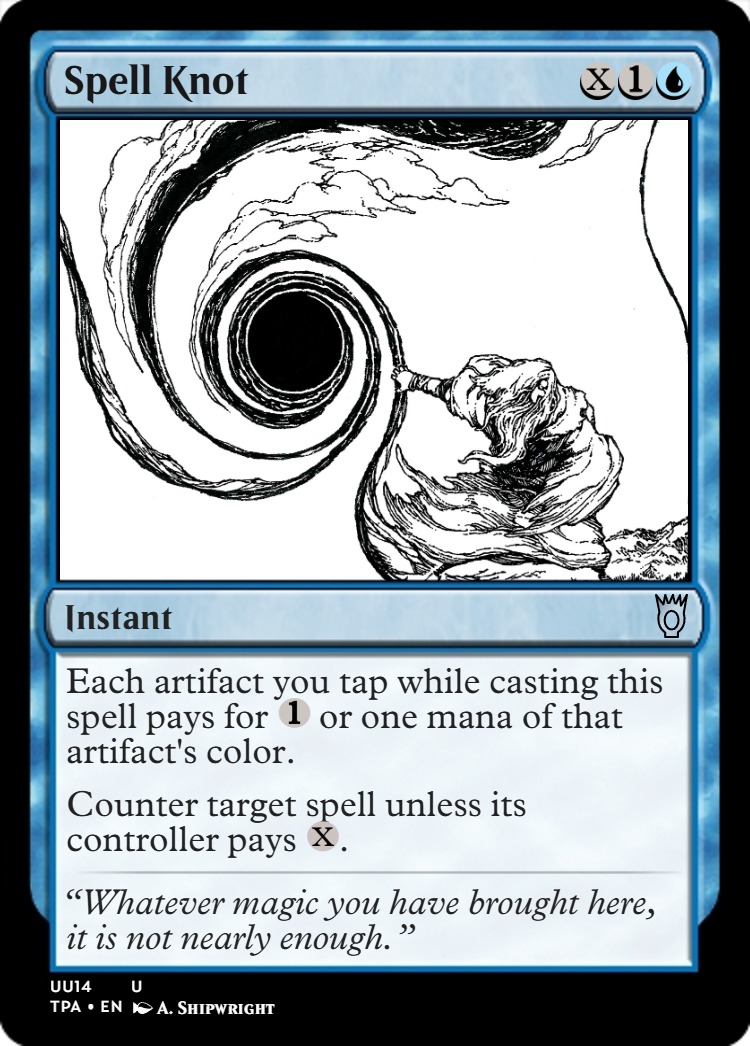 Spell Knot X1
Instant
Each artifact you tap while casting this
spell pays for 1 or one mana of that
artifact's color.
Counter target spell unless its
controller pays X.
“Whatever magic you have brought here,
it is not nearly enough.”
UU14 U
TPA • EN A. Shipwright